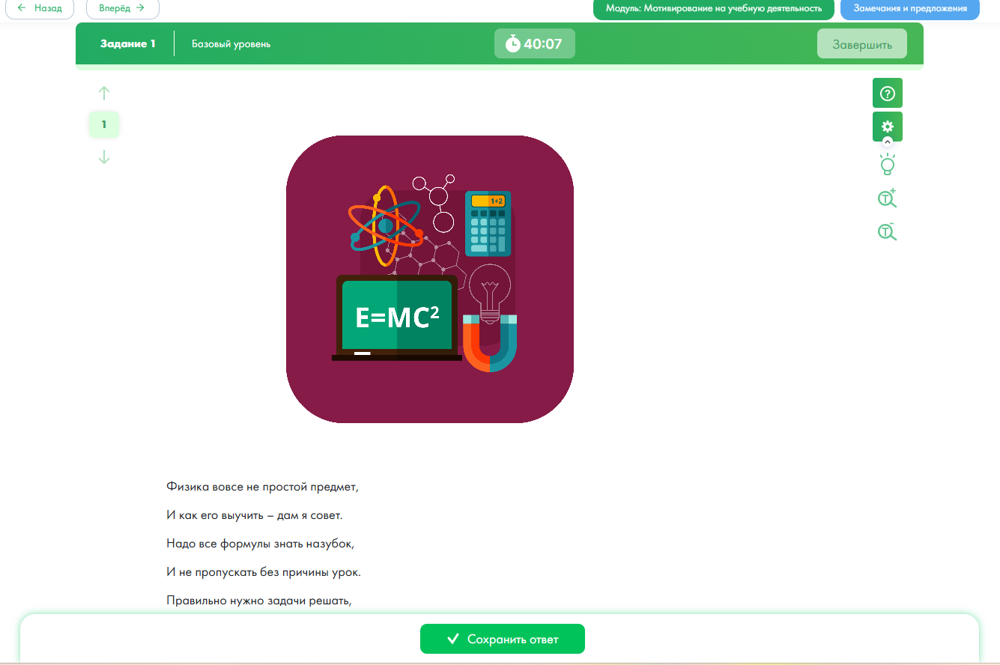 Назад
Вперёд
Модуль: Мотивирование на учебную деятельность
Замечания и предложения
Задание 1
Базовый уровень
40:07
Завершить
1
1+2
E=MC²
Физика вовсе не простой предмет,
И как его выучить – дам я совет.
Надо все формулы знать назубок,
И не пропускать без причины урок.
Правильно нужно задачи решать,
Сохранить ответ